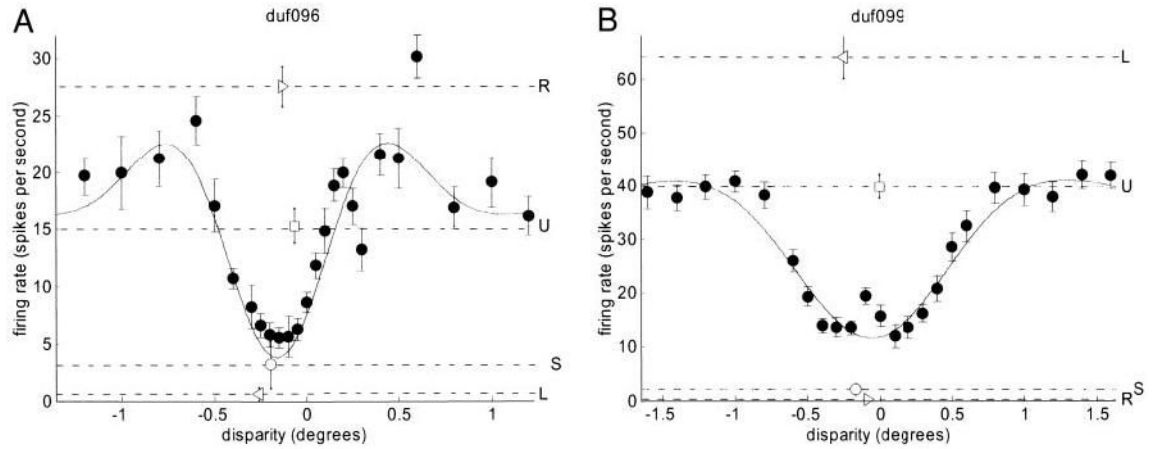 A
duf096
30
25
20
15
10
5
0
R
U
S
L
-1
-0.5
0
0.5
1
firing rate (spikes per second)
disparity (degrees)
B
duf099
60
50
40
30
20
10
0
L
U
S
R
-1.5
-1
-0.5
0
0.5
1
1.5
firing rate (spikes per second)
disparity (degrees)